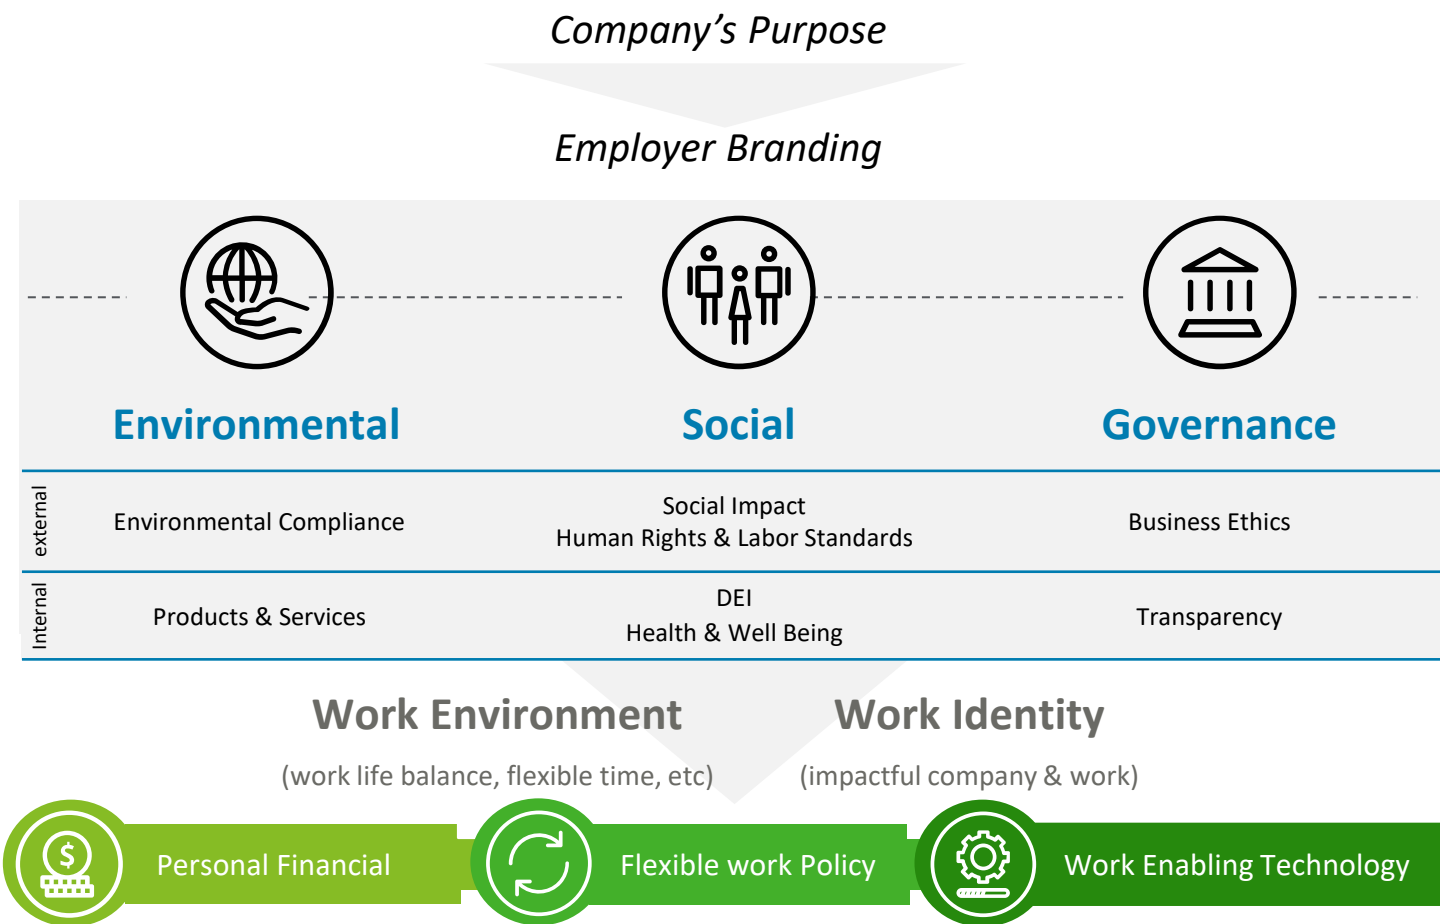 Company’s Purpose
Employer Branding
Environmental
Social
Governance
external
Environmental Compliance
Social Impact
Human Rights & Labor Standards
Business Ethics
Internal
Products & Services
DEI
Health & Well Being
Transparency
Work Environment
(work life balance, flexible time, etc)
Work Identity
(impactful company & work)
$
Personal Financial
Flexible work Policy
Work Enabling Technology